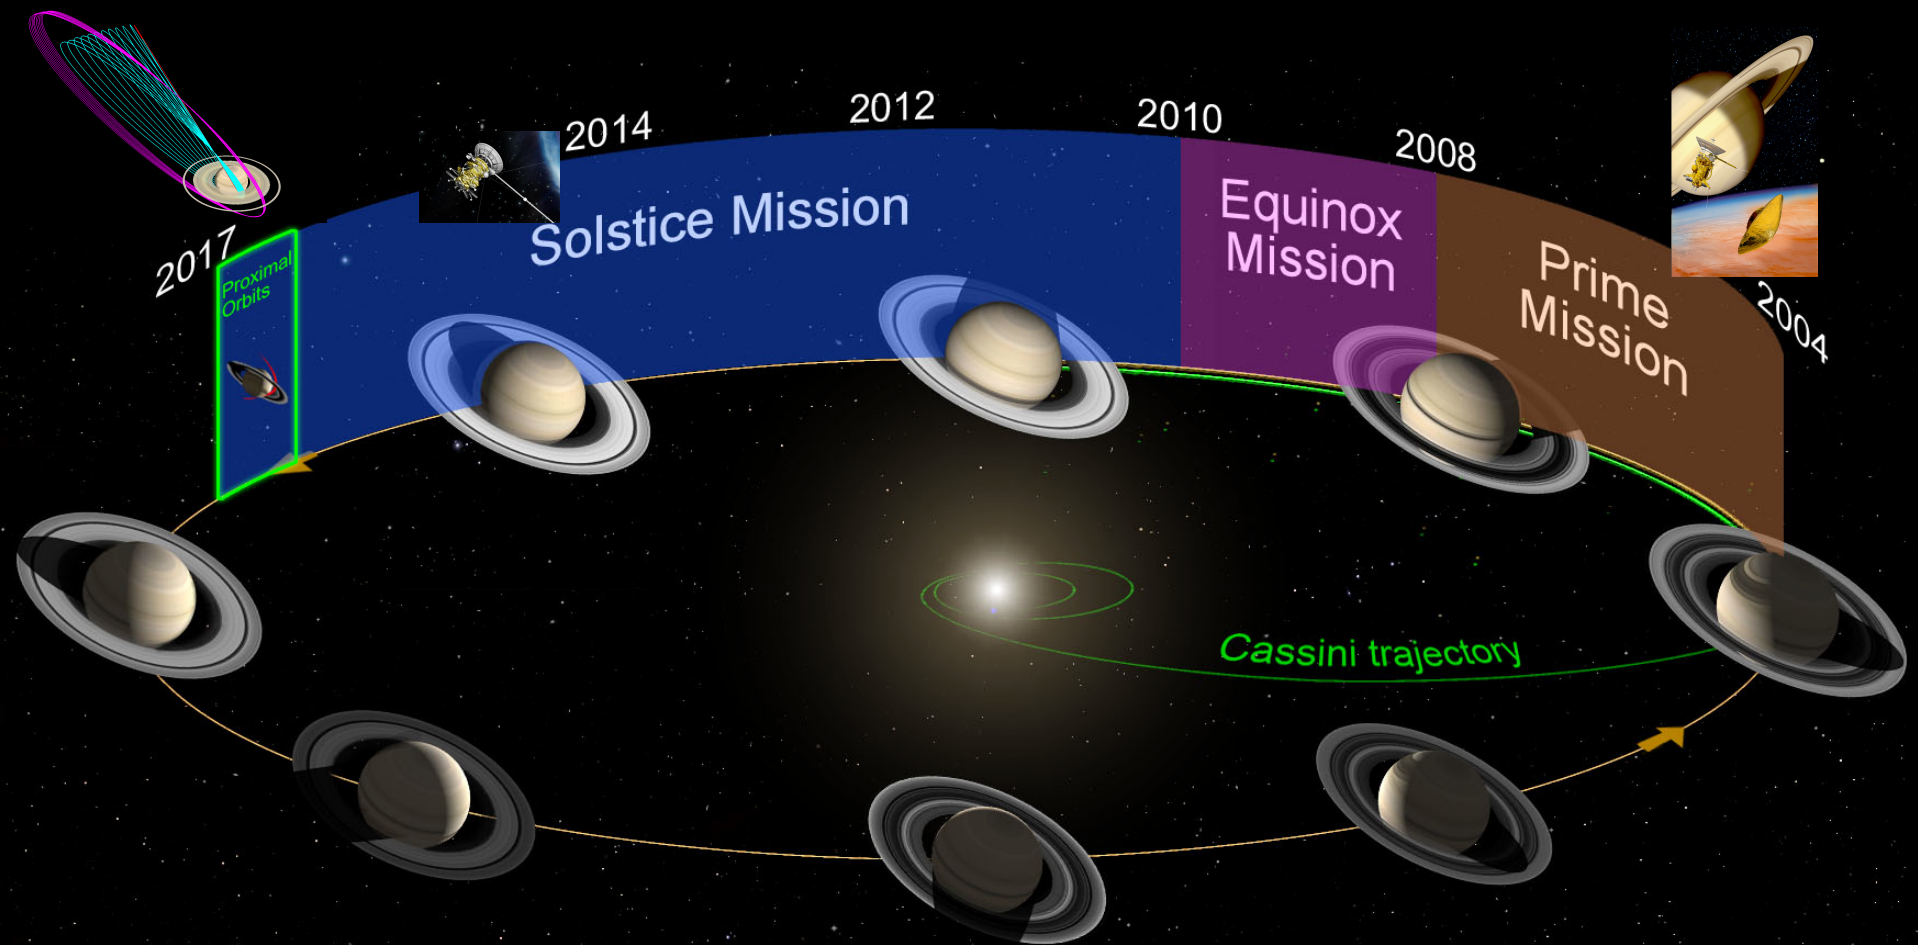 2017
2014
2012
2010
2008
2004
Proximal
Orbits
Solstice Mission
Equinox
Mission
Prime
Mission
Cassini trajectory